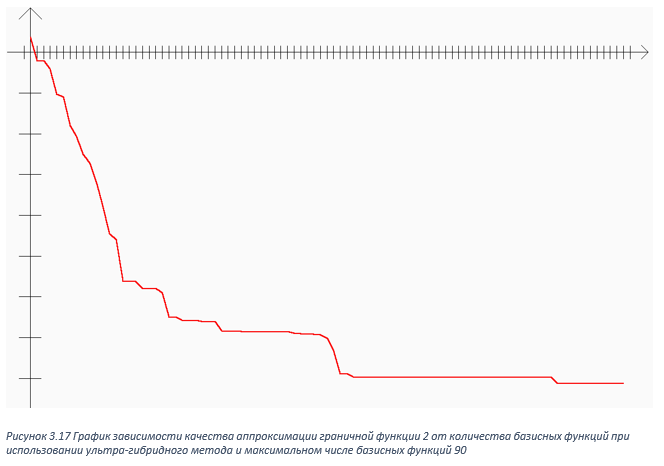 Рисунок 3.17 График зависимости качества аппроксимации граничной функции 2 от количества базисных функций при
использовании ультра-гибридного метода и максимальном числе базисных функций 90